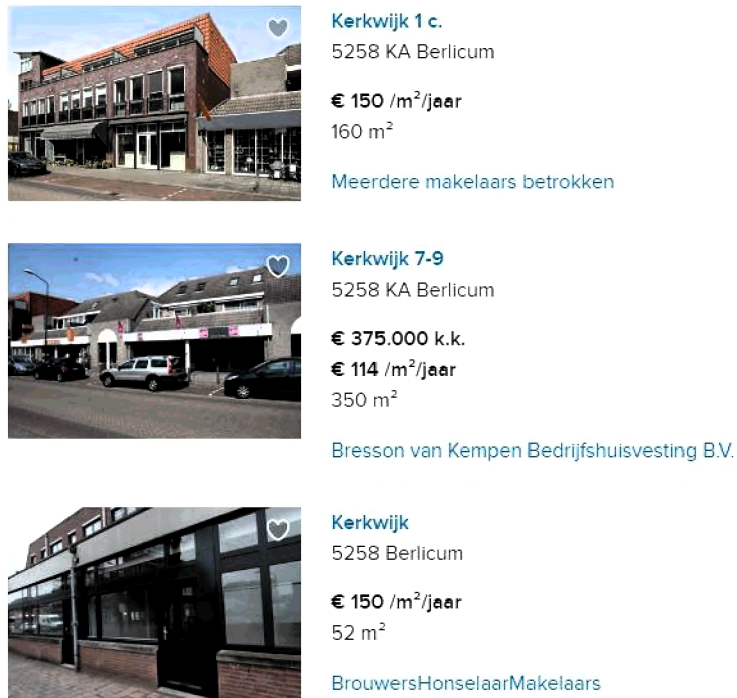 Kerkwijk 1 c.
5258 KA Berlicum
€ 150 /m²/jaar
160 m²
Meerdere makelaars betrokken
Kerkwijk 7-9
5258 KA Berlicum
€ 375.000 k.k.
€ 114 /m²/jaar
350 m²
Bresson van Kempen Bedrijfshuisvesting B.V.
Kerkwijk
5258 Berlicum
€ 150 /m²/jaar
52 m²
BrouwersHonselaarMakelaars